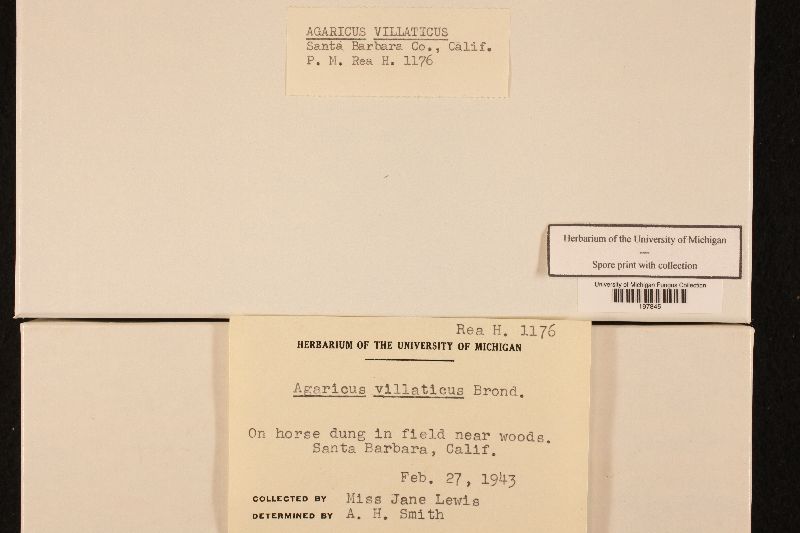 AGARICUS VILLATICUS
Santa Barbara Co., Calif.
P. M. Rea H. 1176
Herbarium of the University of Michigan
Spore print with collection
University of Michigan Fungus Collection
197845
Rea H. 1176
HERBARIUM OF THE UNIVERSITY OF MICHIGAN
Agaricus villaticus Brond.
On horse dung in field near woods.
Santa Barbara, Calif.
Feb. 27, 1943
COLLECTED BY Miss Jane Lewis
DETERMINED BY A. H. Smith